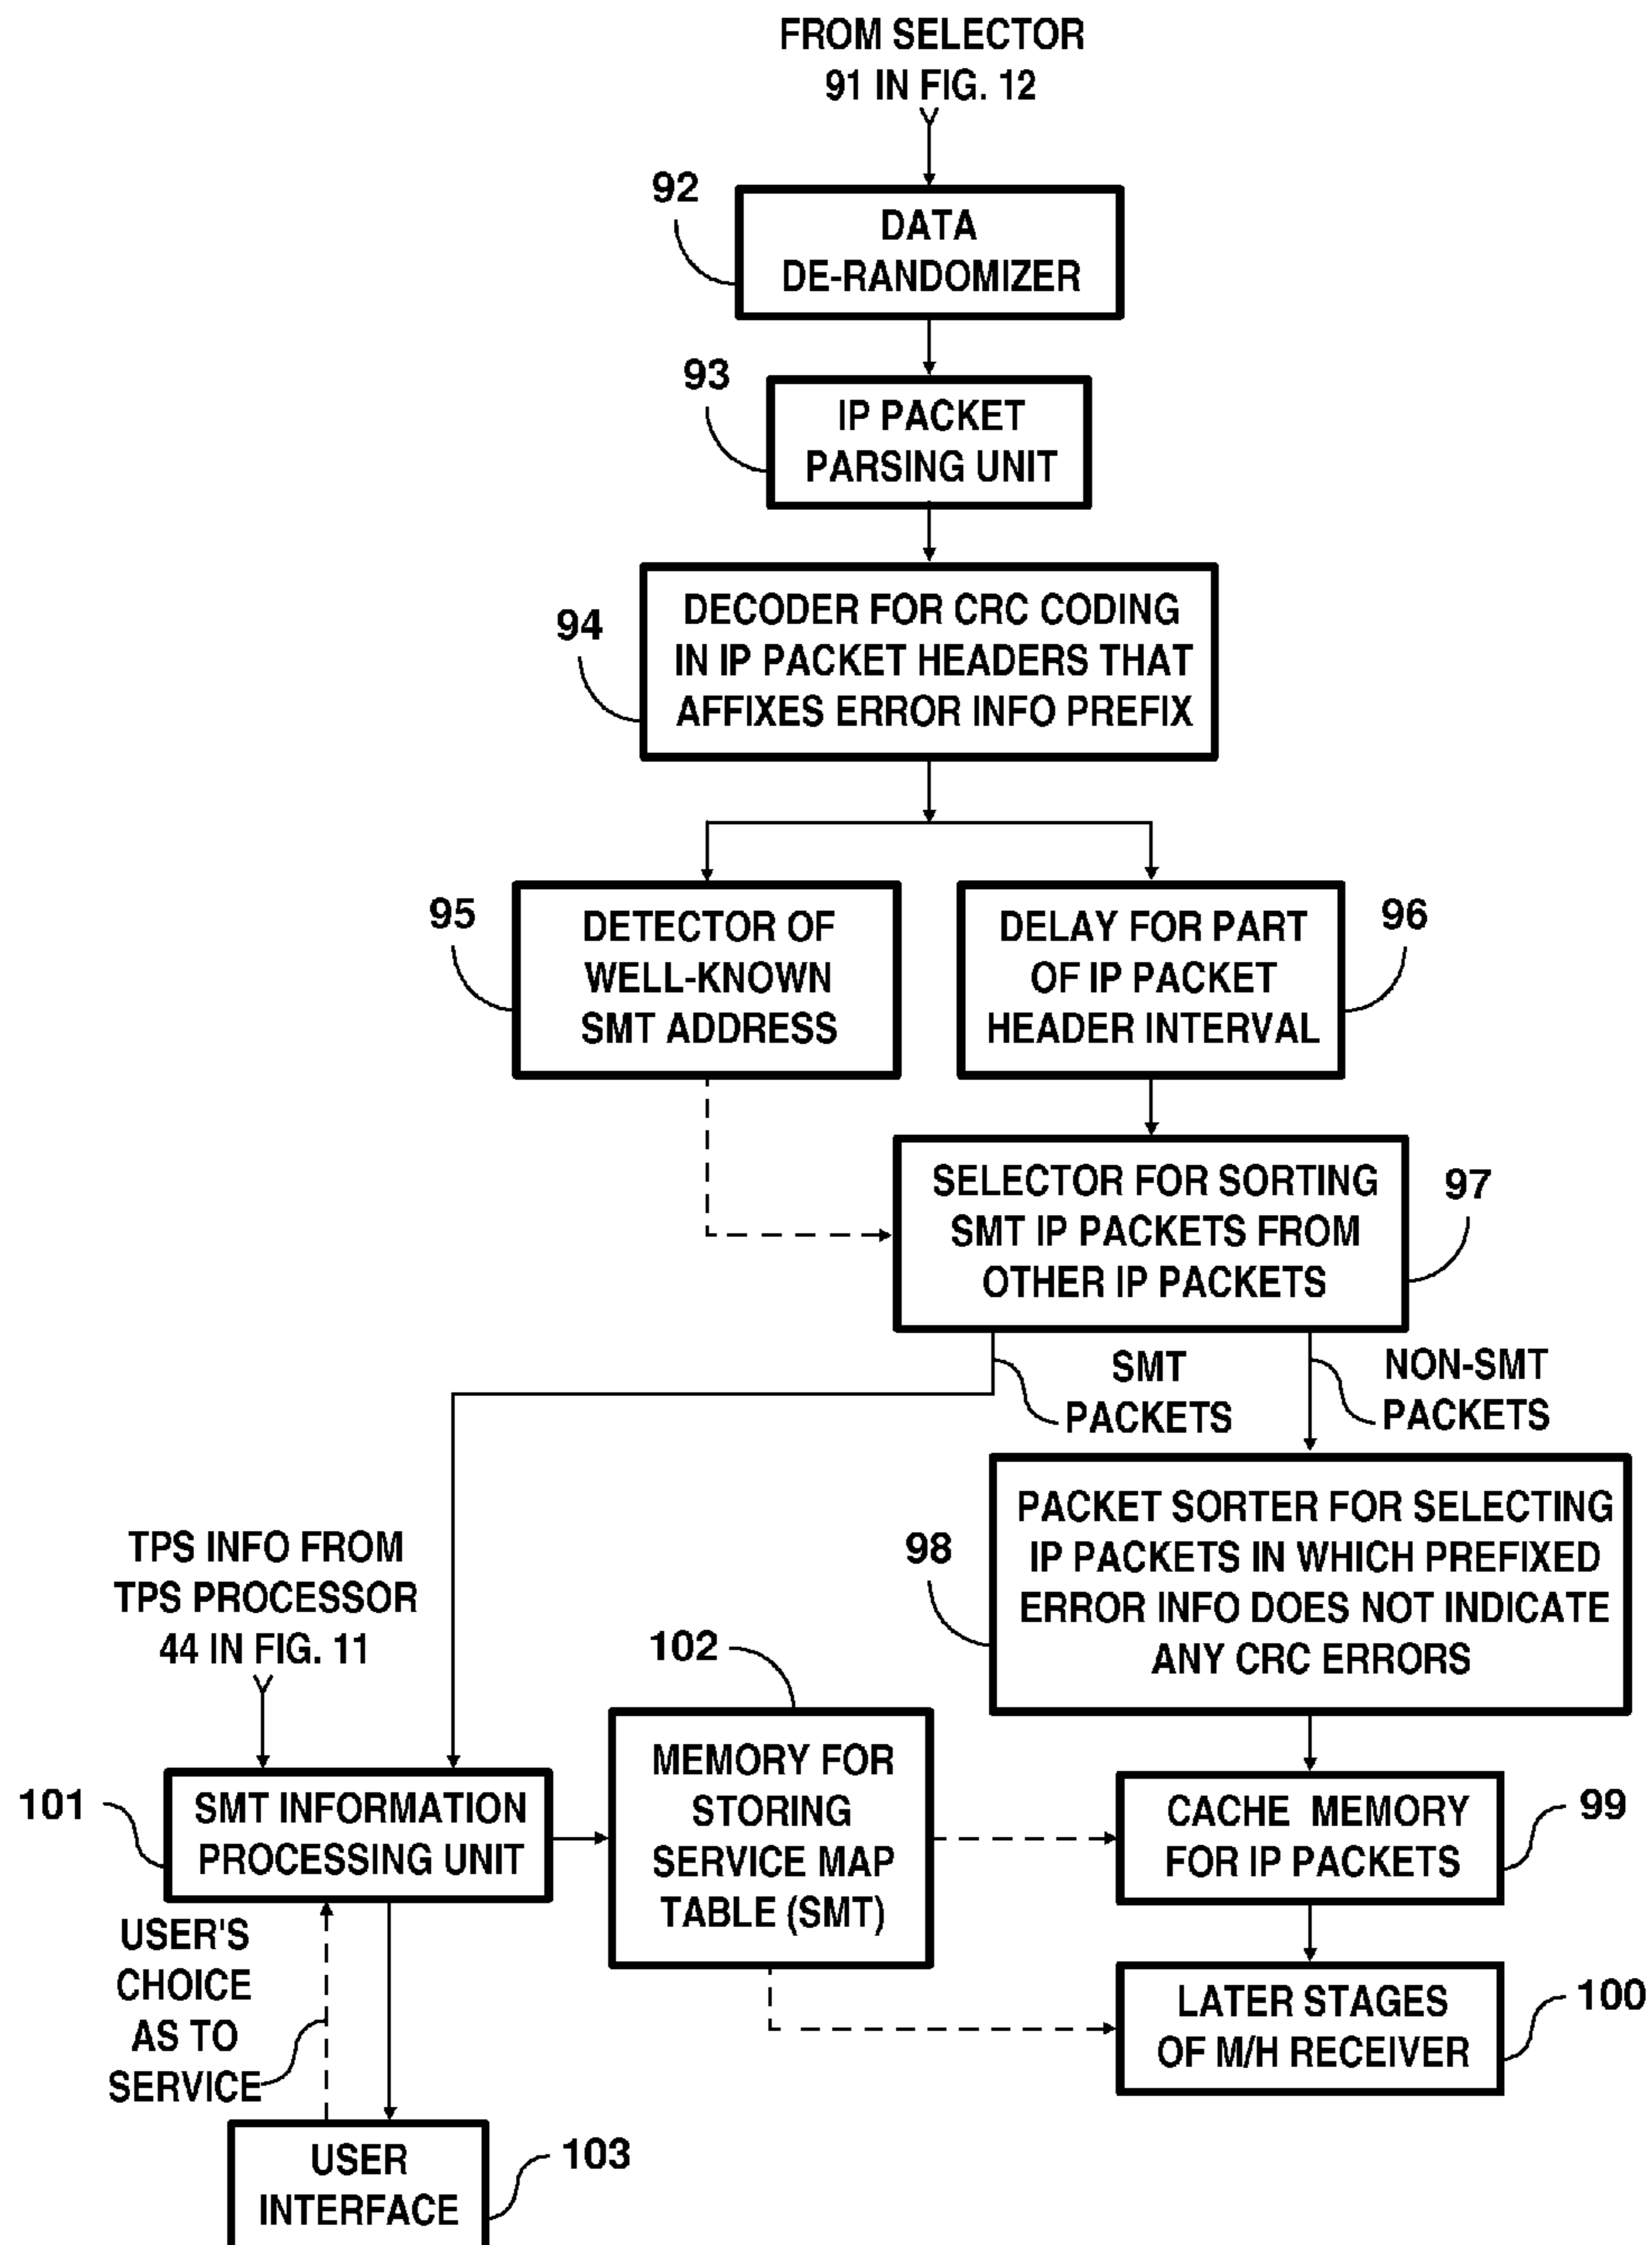 FROM SELECTOR
91 IN FIG. 12
92
DATA
DE-RANDOMIZER
93
IP PACKET
PARSING UNIT
94
DECODER FOR CRC CODING
IN IP PACKET HEADERS THAT
AFFIXES ERROR INFO PREFIX
95
DETECTOR OF
WELL-KNOWN
SMT ADDRESS
DELAY FOR PART
OF IP PACKET
HEADER INTERVAL
96
SELECTOR FOR SORTING
SMT IP PACKETS FROM
OTHER IP PACKETS
97
SMT
PACKETS
NON-SMT
PACKETS
98
PACKET SORTER FOR SELECTING
IP PACKETS IN WHICH PREFIXED
ERROR INFO DOES NOT INDICATE
ANY CRC ERRORS
TPS INFO FROM
TPS PROCESSOR
44 IN FIG. 11
102
101
SMT INFORMATION
PROCESSING UNIT
MEMORY FOR
STORING
SERVICE MAP
TABLE (SMT)
CACHE MEMORY
FOR IP PACKETS
99
USER'S
CHOICE
AS TO
SERVICE
LATER STAGES
OF M/H RECEIVER
100
USER
INTERFACE
103